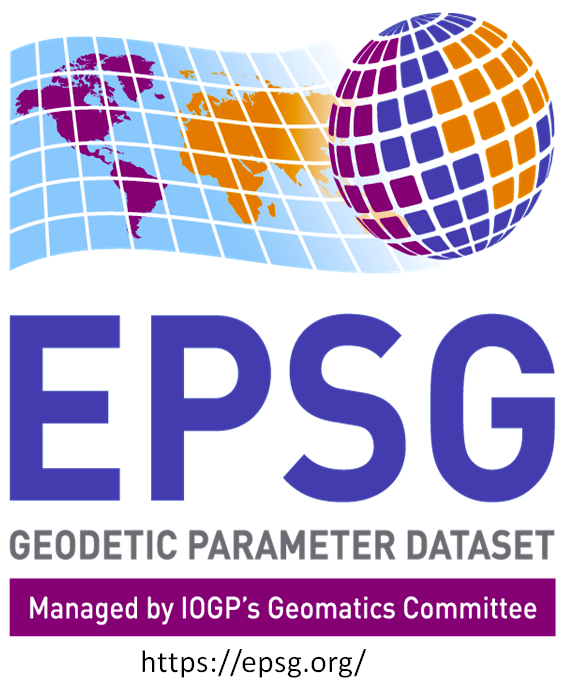 EPSG
GEODETIC PARAMETER DATASET
Managed by IOGP's Geomatics Committee
https://epsg.org/